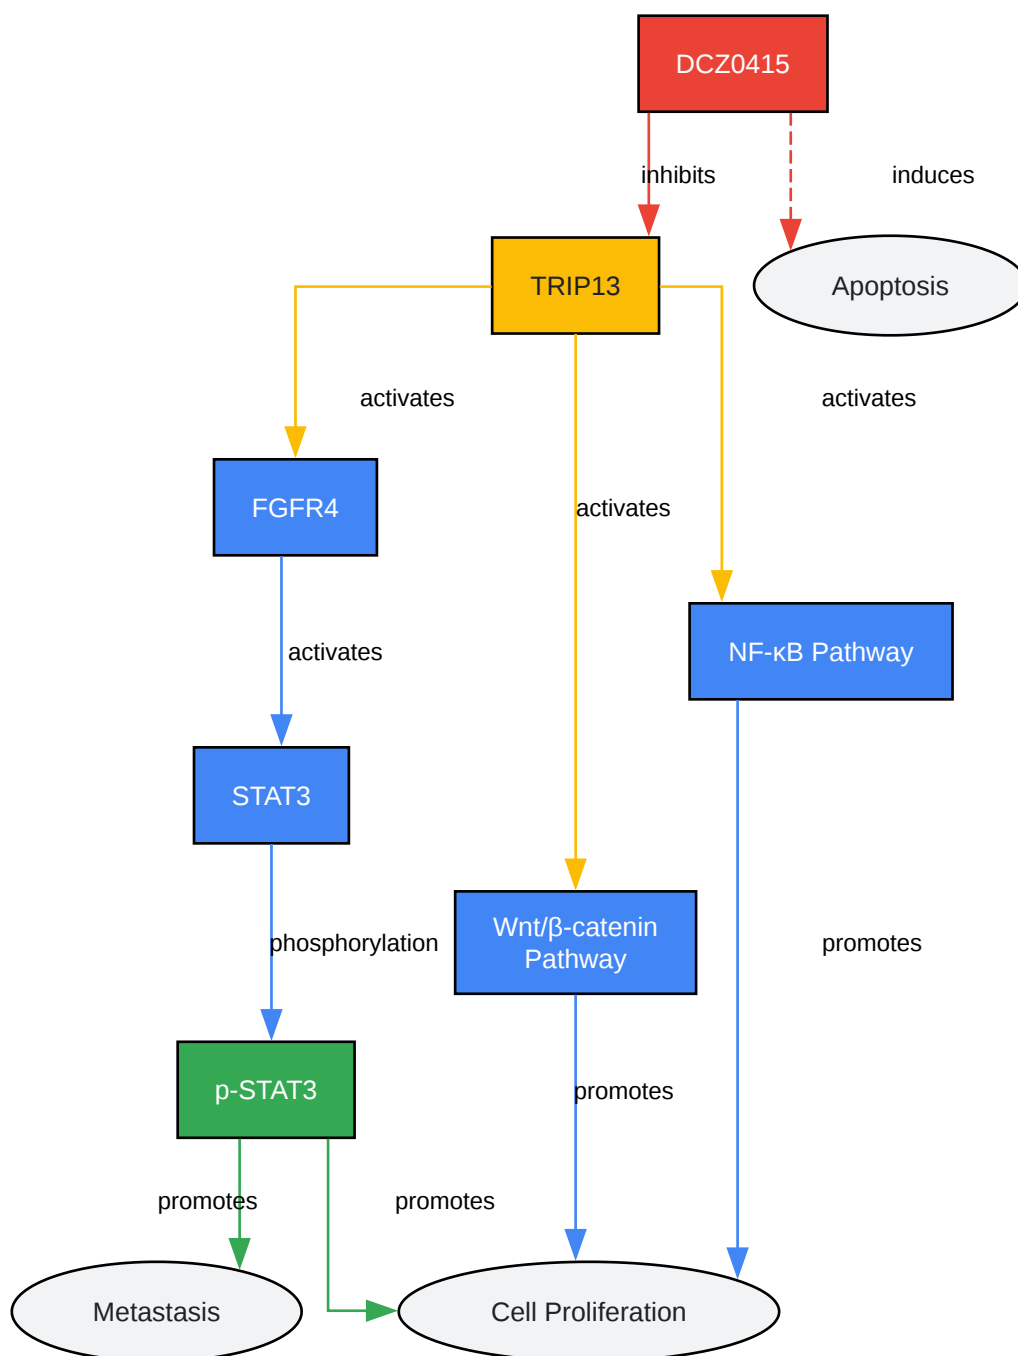 DCZ0415
inhibits
induces
TRIP13
Apoptosis
activates
activates
FGFR4
activates
activates
NF-κB Pathway
STAT3
Wnt/β-catenin
Pathway
phosphorylation
promotes
p-STAT3
promotes
promotes
promotes
Metastasis
Cell Proliferation